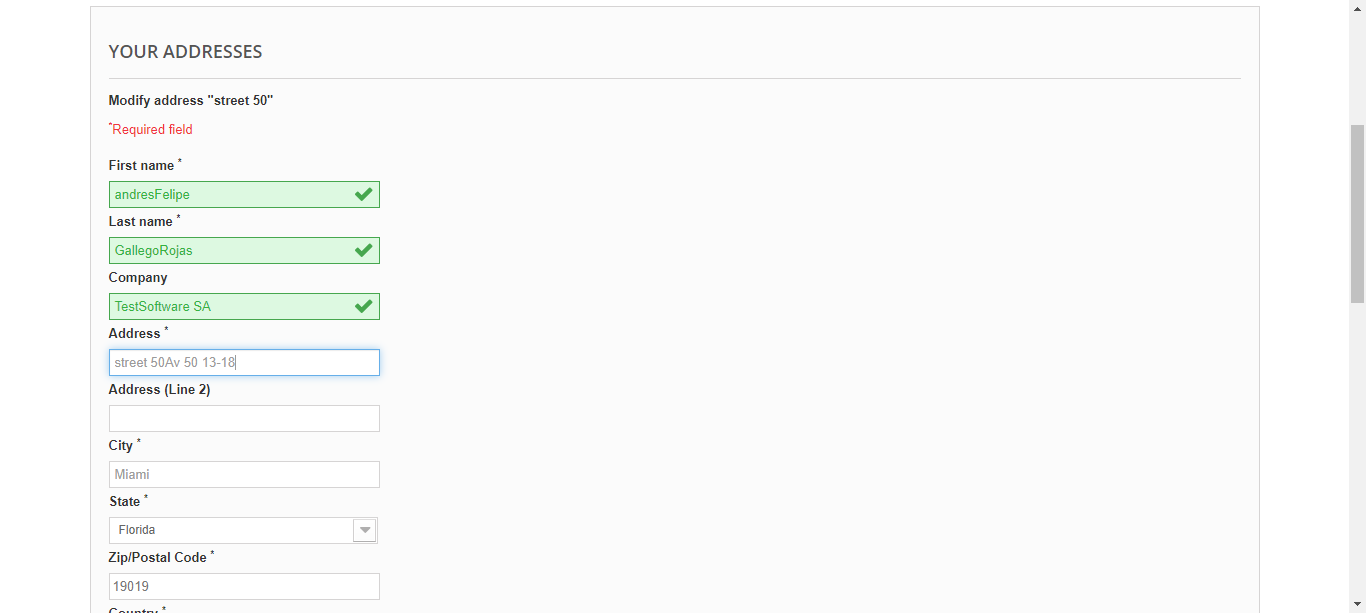 YOUR ADDRESSES
Modify address "street 50"
*Required field
First name *
andresFelipe
Last name *
GallegoRojas
Company
TestSoftware SA
Address *
street 50Av 50 13-18
Address (Line 2)
City *
Miami
State *
Florida
Zip/Postal Code *
19019
Country *